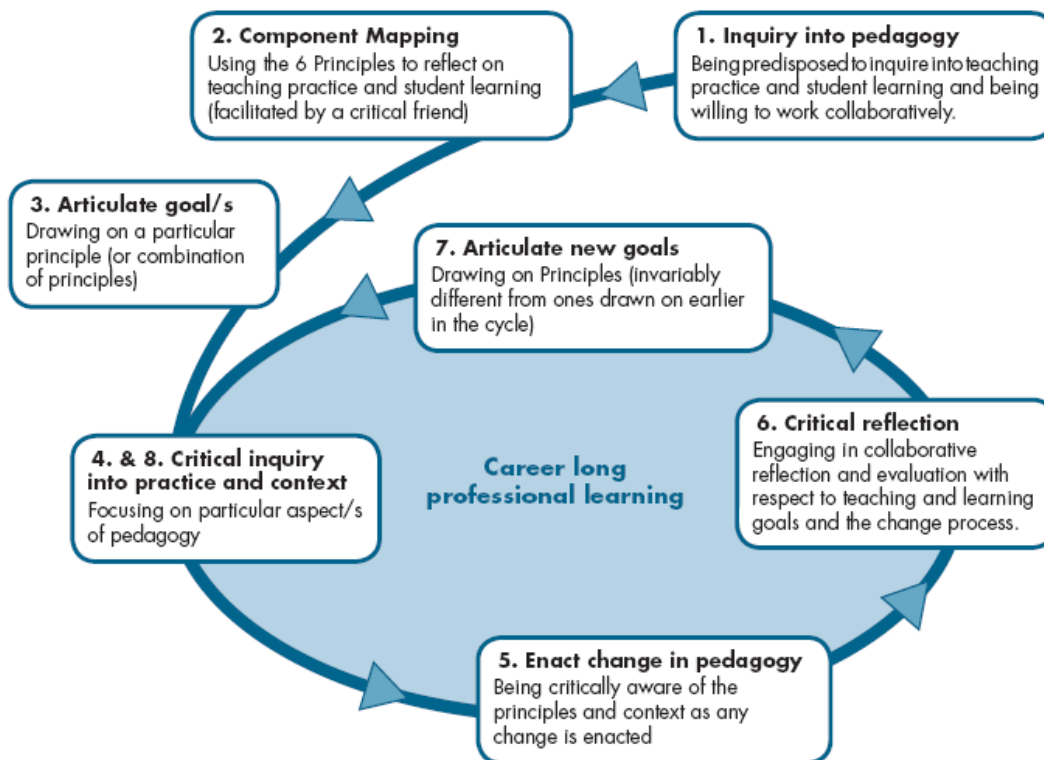 1. Inquiry into pedagogy
Being predisposed to inquire into teaching
practice and student learning and being
willing to work collaboratively.
2. Component Mapping
Using the 6 Principles to reflect on
teaching practice and student learning
(facilitated by a critical friend)
3. Articulate goal/s
Drawing on a particular
principle (or combination
of principles)
4. & 8. Critical inquiry
into practice and context
Focusing on particular aspect/s
of pedagogy
5. Enact change in pedagogy
Being critically aware of the
principles and context as any
change is enacted
6. Critical reflection
Engaging in collaborative
reflection and evaluation with
respect to teaching and learning
goals and the change process.
7. Articulate new goals
Drawing on Principles (invariably
different from ones drawn on earlier
in the cycle)
Career long
professional learning